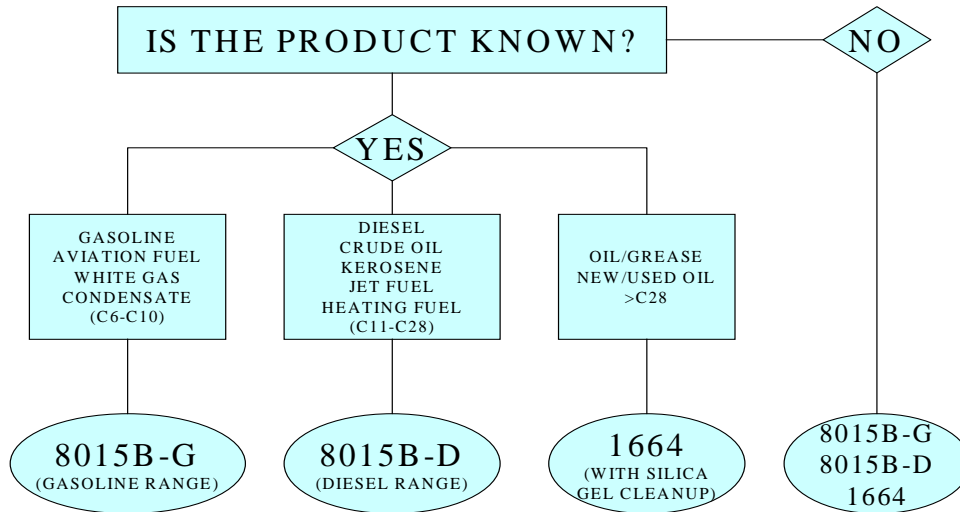 IS THE PRODUCT KNOWN?
NO
YES
GASOLINE
AVIATION FUEL
WHITE GAS
CONDENSATE
(C6-C10)
DIESEL
CRUDE OIL
KEROSENE
JET FUEL
HEATING FUEL
(C11-C28)
OIL/GREASE
NEW/USED OIL
>C28
8015B-G
(GASOLINE RANGE)
8015B-D
(DIESEL RANGE)
1664
(WITH SILICA
GEL CLEANUP)
8015B-G
8015B-D
1664